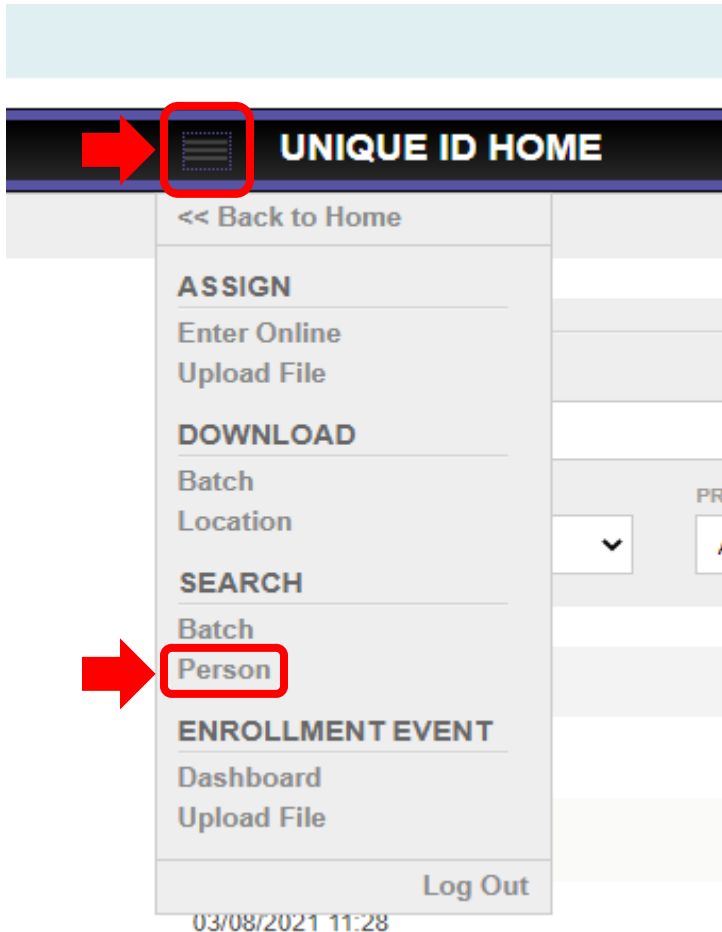 UNIQUE ID HOME
<< Back to Home
ASSIGN
Enter Online
Upload File
DOWNLOAD
Batch
Location
PR
SEARCH
Batch
Person
ENROLLMENT EVENT
Dashboard
Upload File
Log Out
03/08/2021 11:28